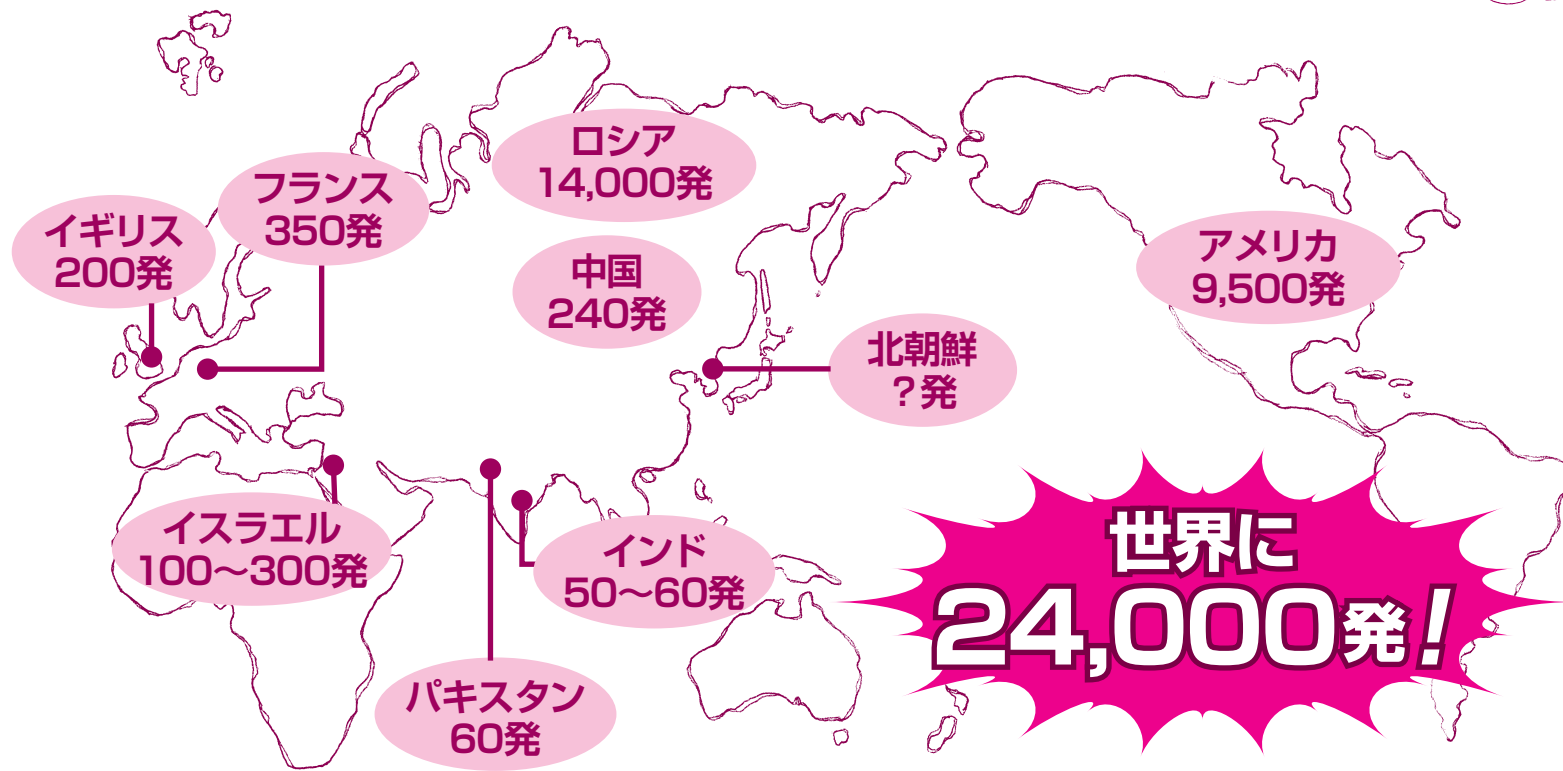 ロシア
14,000発
フランス
350発
イギリス
200発
アメリカ
9,500発
中国
240発
北朝鮮
？発
イスラエル
100〜300発
インド
50〜60発
パキスタン
60発
世界に
24,000発！